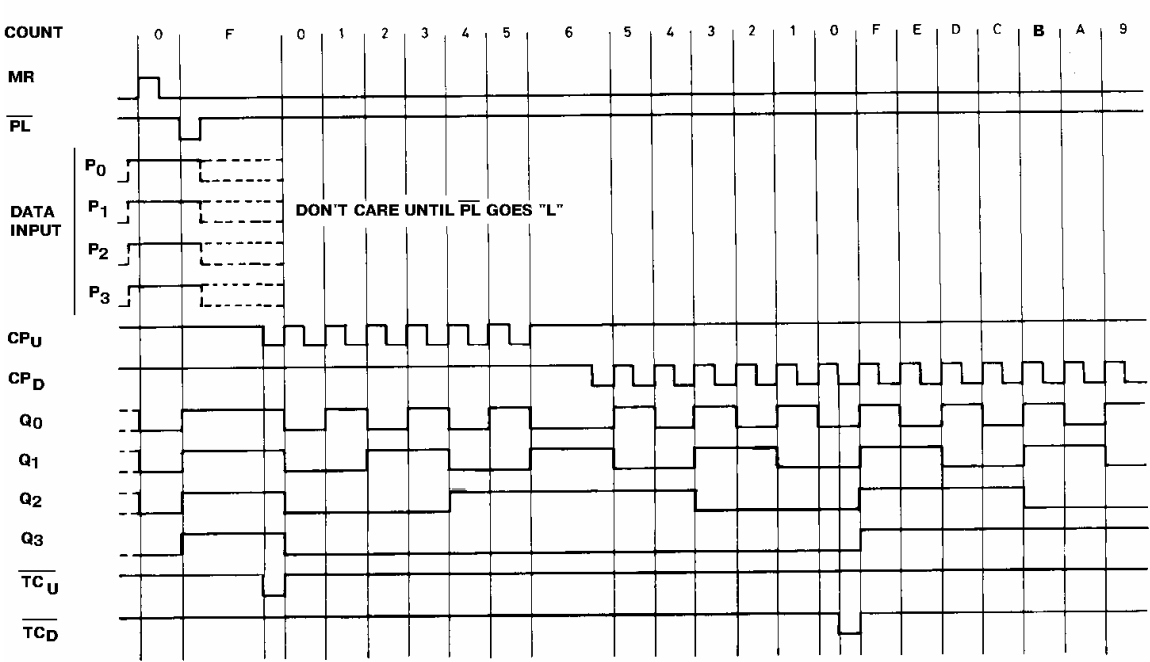 COUNT 0 F 0 1 2 3 4 5 6 5 4 3 2 1 0 F E D C B A 9
MR
PL
P0
P1
DATA INPUT
DON'T CARE UNTIL PL GOES "L"
P2
P3
CPU
CPD
Q0
Q1
Q2
Q3
TCU
TCD